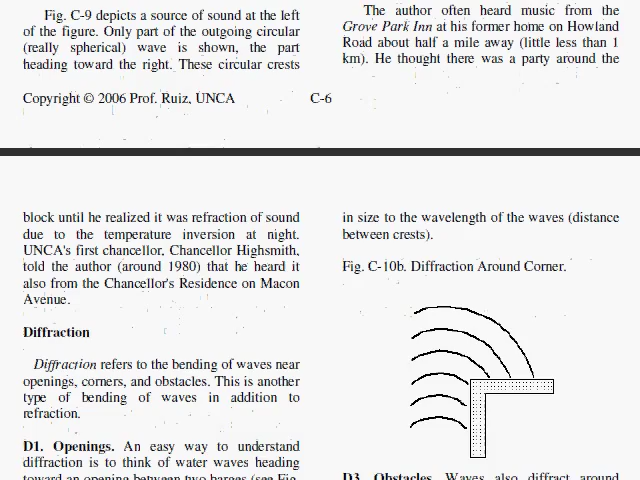 Fig. C-9 depicts a source of sound at the left
of the figure. Only part of the outgoing circular
(really spherical) wave is shown, the part
heading toward the right. These circular crests
The author often heard music from the
Grove Park Inn at his former home on Howland
Road about half a mile away (little less than 1
km). He thought there was a party around the
Copyright © 2006 Prof. Ruiz, UNCA
C-6
block until he realized it was refraction of sound
due to the temperature inversion at night.
UNCA's first chancellor, Chancellor Highsmith,
told the author (around 1980) that he heard it
also from the Chancellor's Residence on Macon
Avenue.
Diffraction
Diffraction refers to the bending of waves near
openings, corners, and obstacles. This is another
type of bending of waves in addition to
refraction.
D1. Openings. An easy way to understand
diffraction is to think of water waves heading
toward an opening between two barges (see Fig.
in size to the wavelength of the waves (distance
between crests).
Fig. C-10b. Diffraction Around Corner.
D3. Obstacles. Waves also diffract around